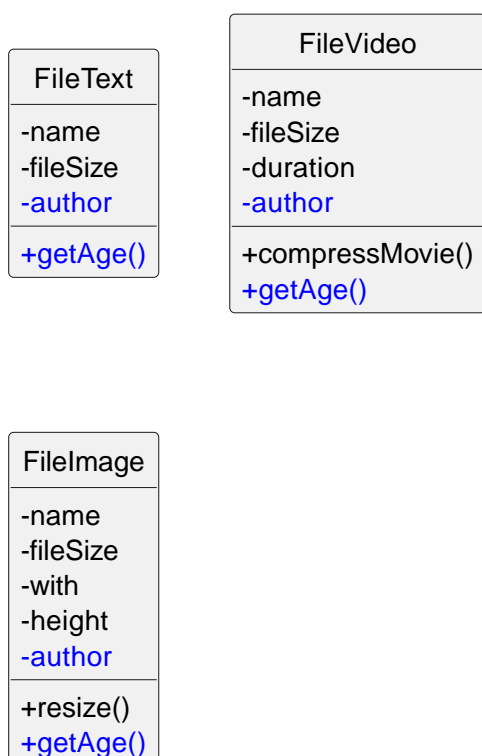 FileText
-name
-fileSize
-author
+getAge()
FileVideo
-name
-fileSize
-duration
-author
+compressMovie()
+getAge()
FileImage
-name
-fileSize
-with
-height
-author
+resize()
+getAge()